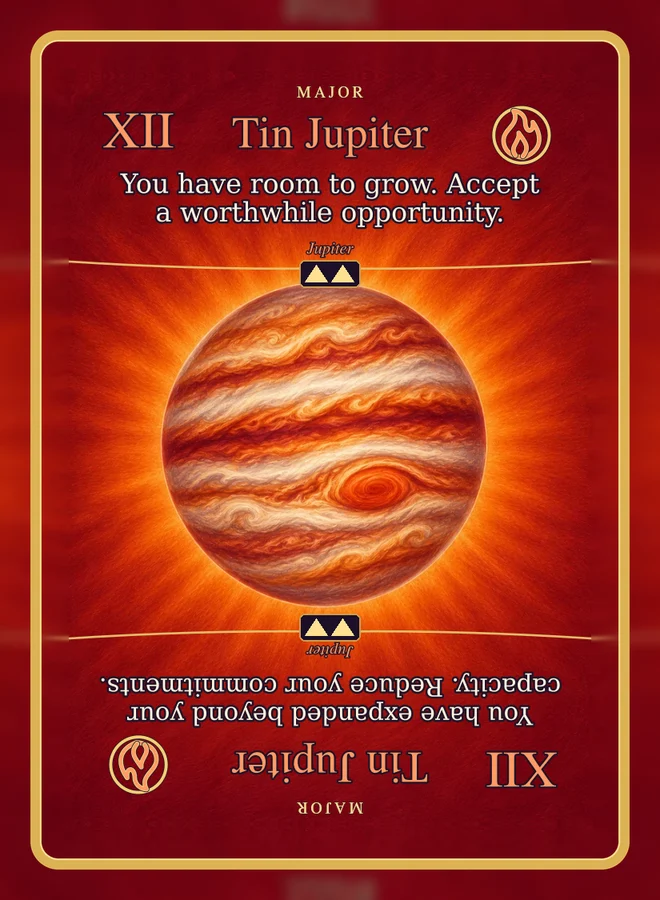 MAJOR
XII Tin Jupiter
You have room to grow. Accept
a worthwhile opportunity.
Jupiter
Jupiter
You have expanded beyond your
capacity. Reduce your commitments.
XII Tin Jupiter
MAJOR